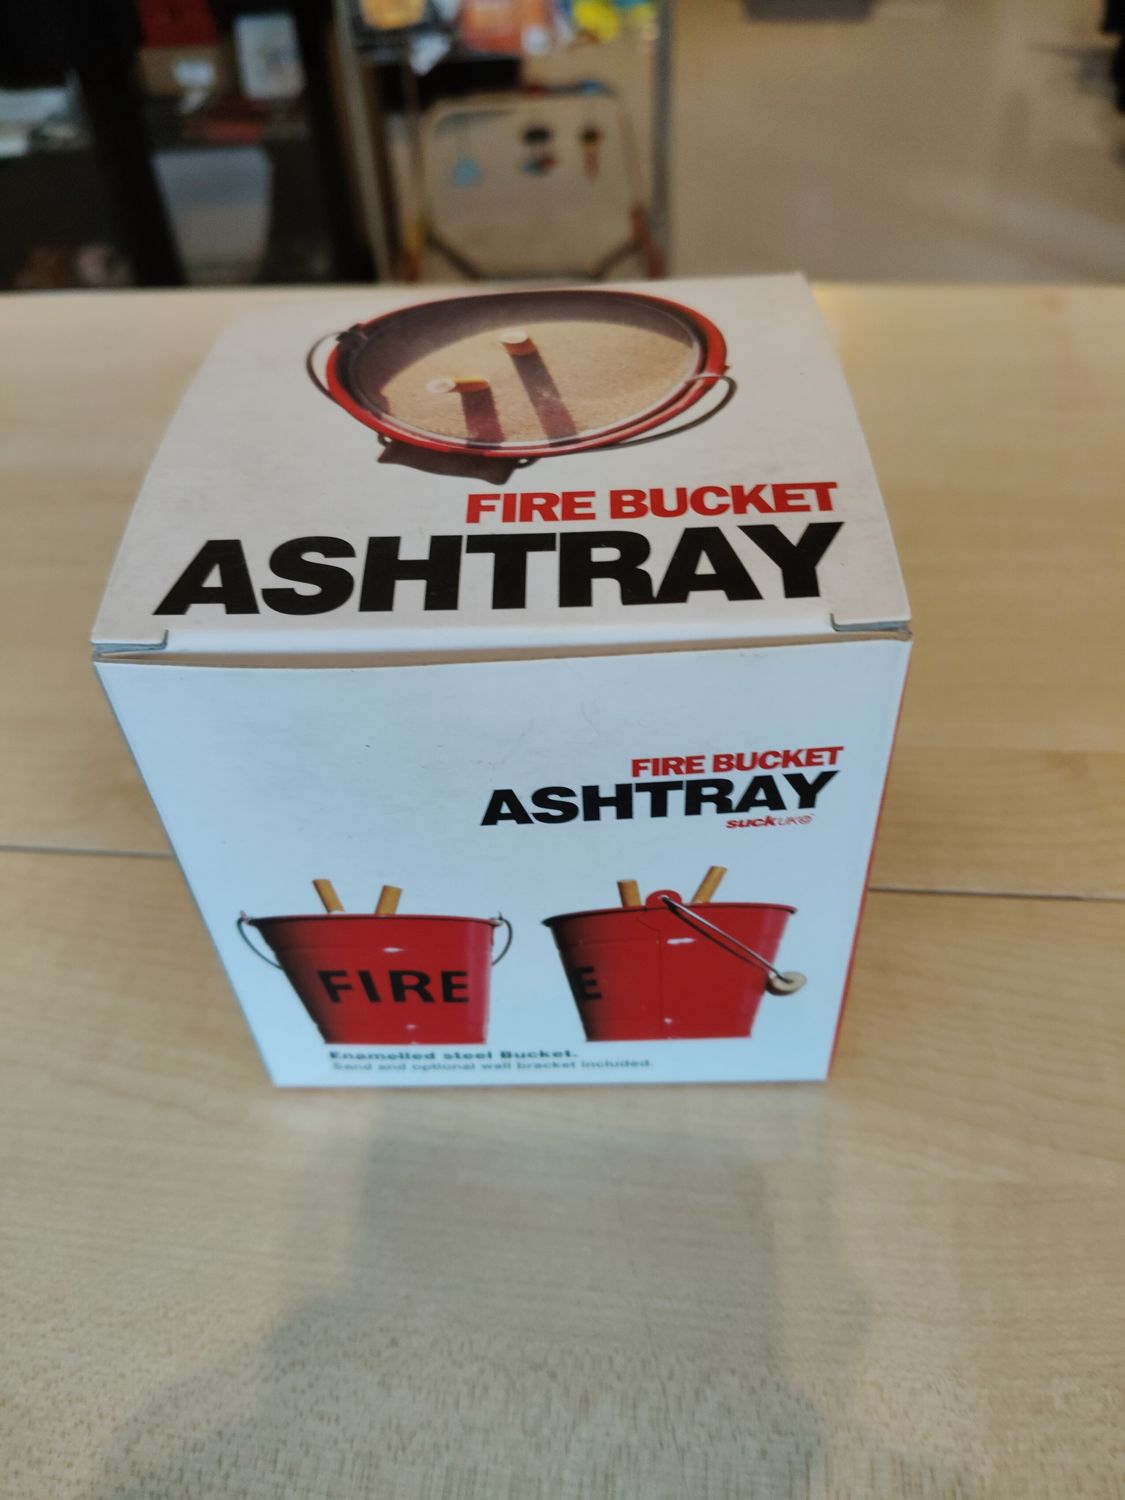 FIRE BUCKET
ASHTRAY
FIRE BUCKET
ASHTRAY
suckUK®
FIRE
E
Enamelled steel Bucket.
Sand and optional wall bracket included.